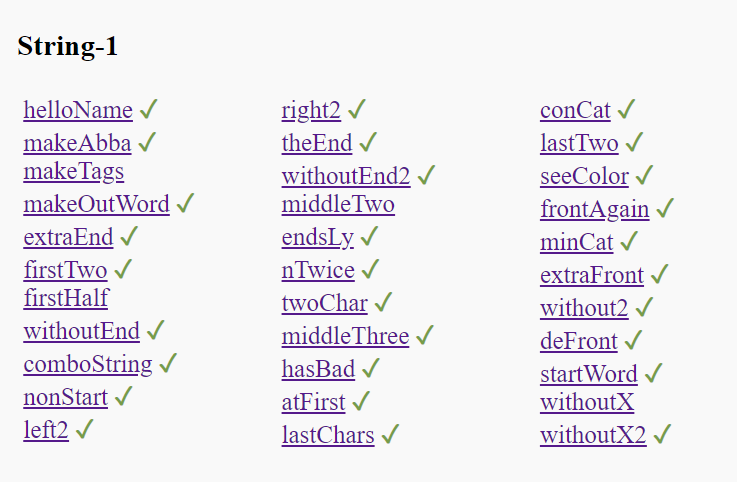 String-1
helloName ✓
makeAbba ✓
makeTags
makeOutWord ✓
extraEnd ✓
firstTwo ✓
firstHalf
withoutEnd ✓
comboString ✓
nonStart ✓
left2 ✓
right2 ✓
theEnd ✓
withoutEnd2 ✓
middleTwo
endsLy ✓
nTwice ✓
twoChar ✓
middleThree ✓
hasBad ✓
atFirst ✓
lastChars ✓
conCat ✓
lastTwo ✓
seeColor ✓
frontAgain ✓
minCat ✓
extraFront ✓
without2 ✓
deFront ✓
startWord ✓
withoutX
withoutX2 ✓